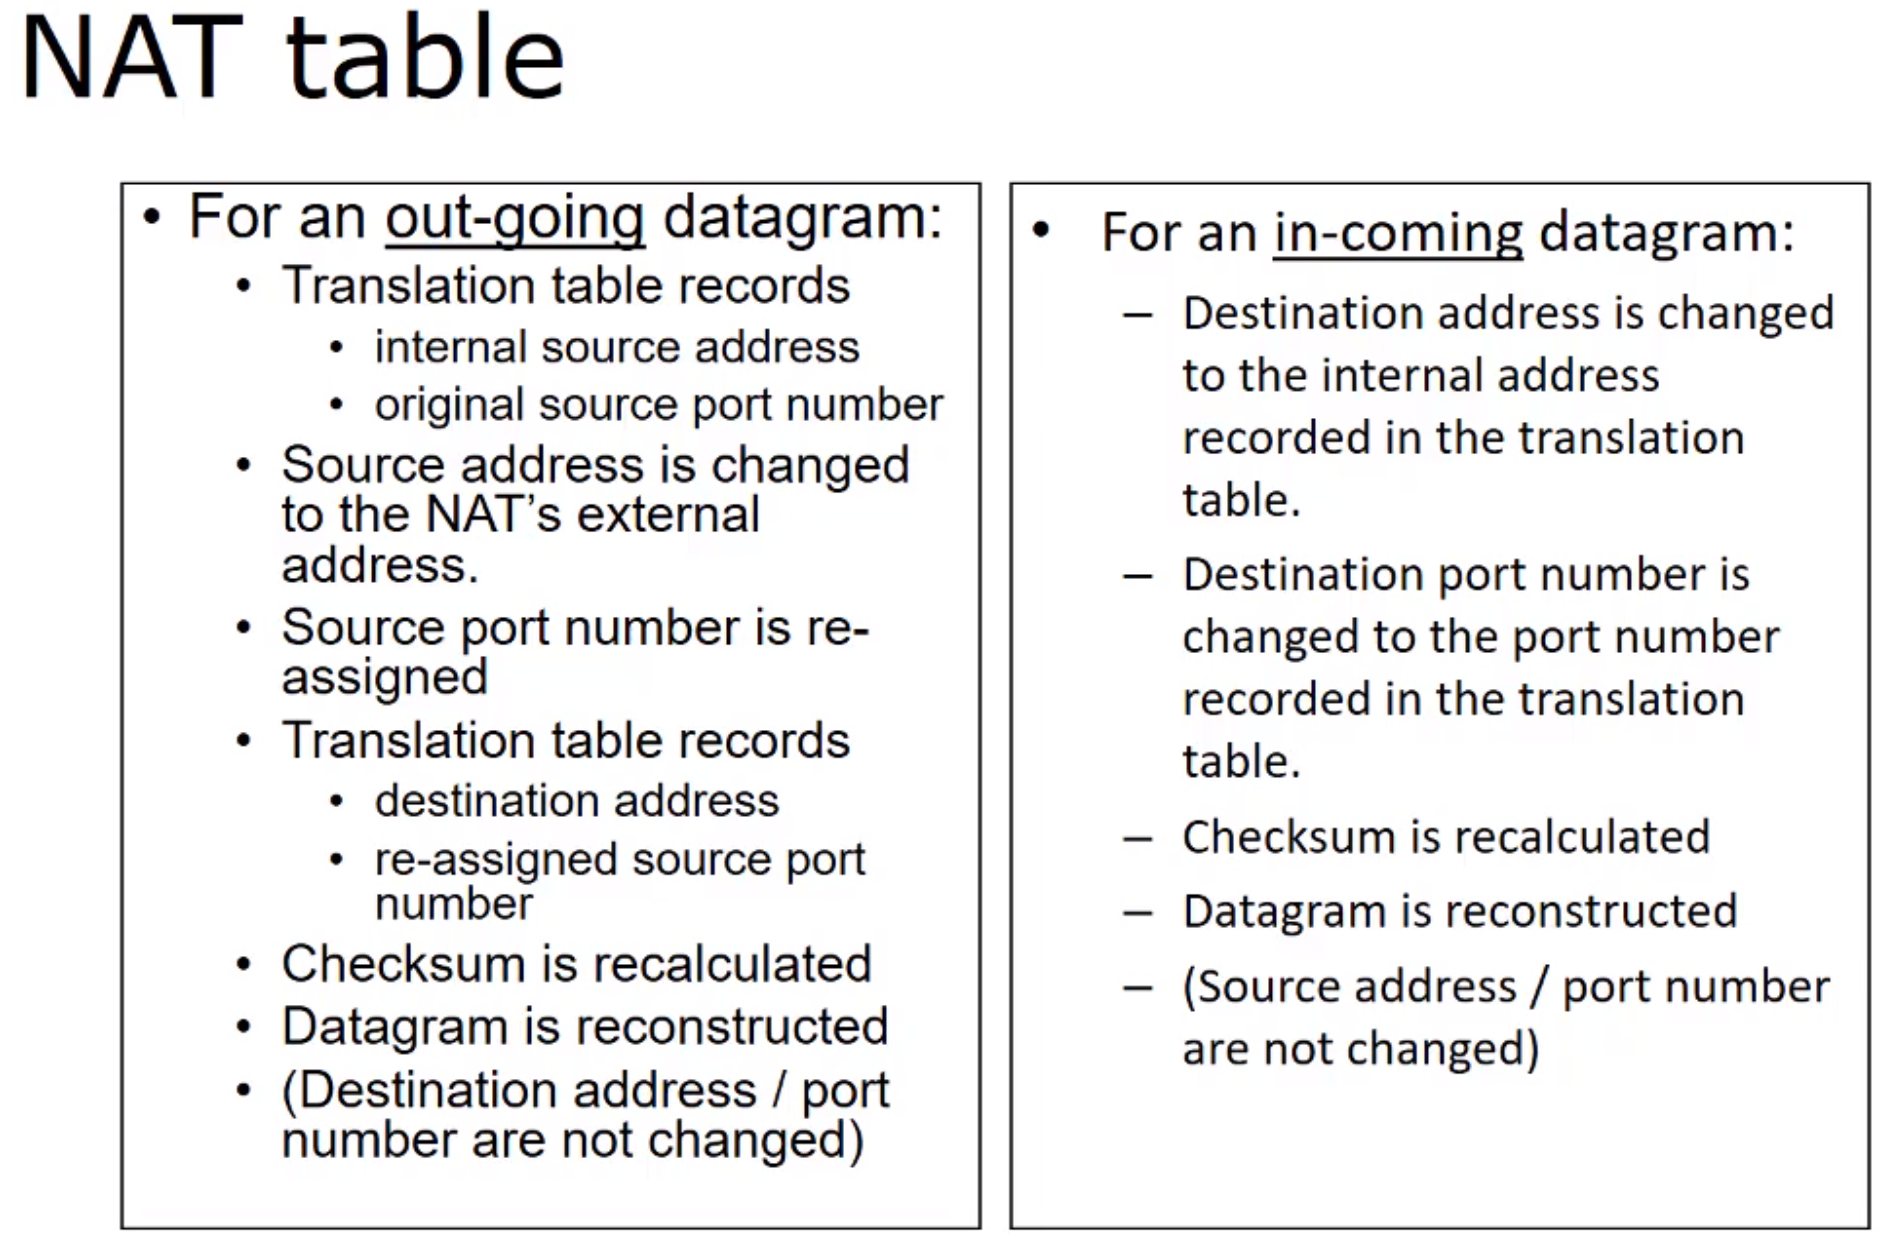 NAT table
• For an out-going datagram:
• Translation table records
• internal source address
• original source port number
• Source address is changed
to the NAT’s external
address.
• Source port number is re-
assigned
• Translation table records
• destination address
• re-assigned source port
number
• Checksum is recalculated
• Datagram is reconstructed
• (Destination address / port
number are not changed)
• For an in-coming datagram:
– Destination address is changed
to the internal address
recorded in the translation
table.
– Destination port number is
changed to the port number
recorded in the translation
table.
– Checksum is recalculated
– Datagram is reconstructed
– (Source address / port number
are not changed)